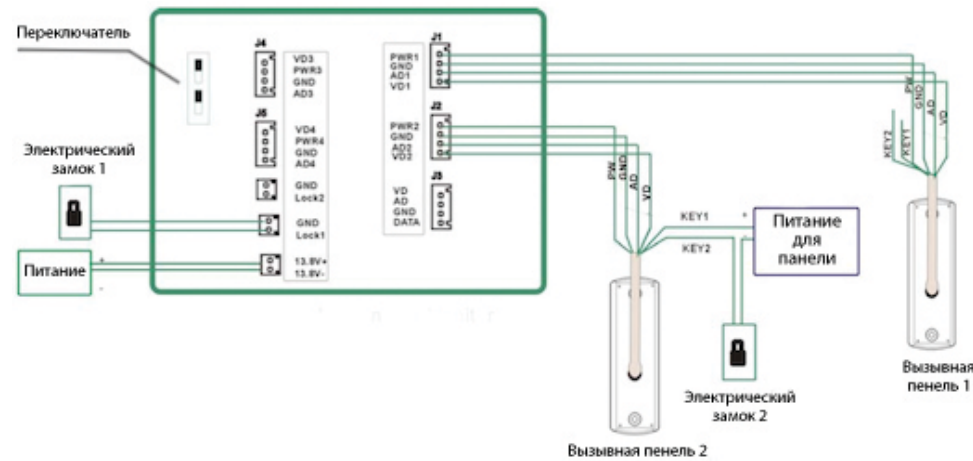 Переключатель
J4
VD3
PWR3
GND
AD3
J5
VD4
PWR4
GND
AD4
GND
Lock2
GND
Lock1
13.8V+
13.8V-
J1
PWR1
GND
AD1
VD1
J2
PWR2
GND
AD2
VD2
J3
VD
AD
GND
DATA
Электрический
замок 1
Питание
+
-
PW
GND
AD
VD
KEY1
KEY2
+
-
Питание
для
панели
PW
GND
AD
VD
KEY2
KEY1
Электрический
замок 2
Вызывная пенель 2
Вызывная
пенель 1